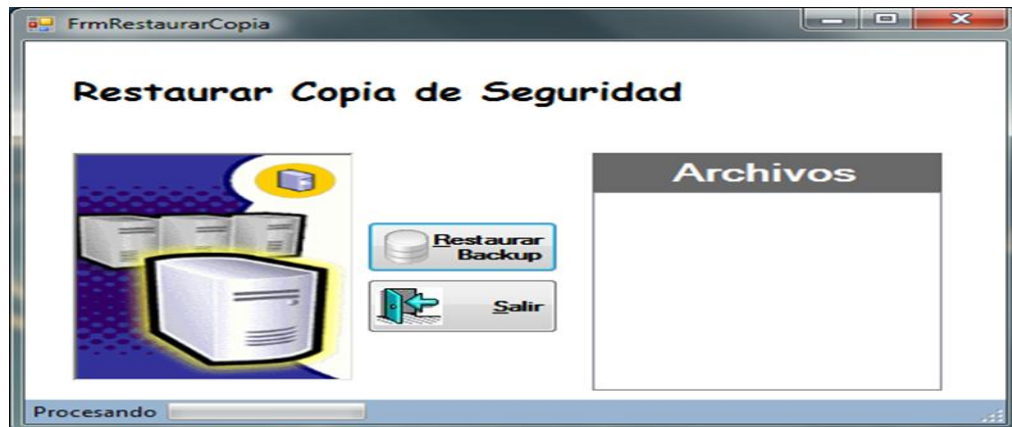 FrmRestaurarCopia
Restaurar Copia de Seguridad
Restaurar
Backup
Salir
Archivos
Procesando